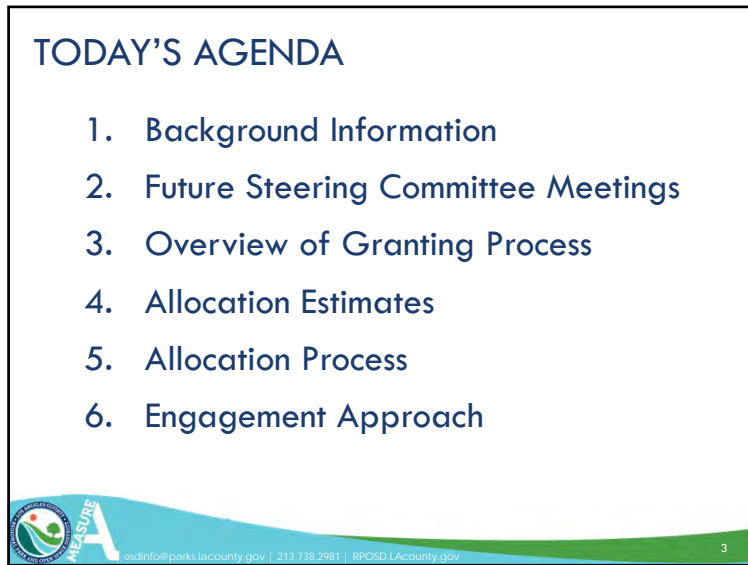 TODAY'S AGENDA
1. Background Information
2. Future Steering Committee Meetings
3. Overview of Granting Process
4. Allocation Estimates
5. Allocation Process
6. Engagement Approach
MEASURE A
osdinfo@parks.lacounty.gov | 213.738.2981 | RPOSD.LAcounty.gov
3